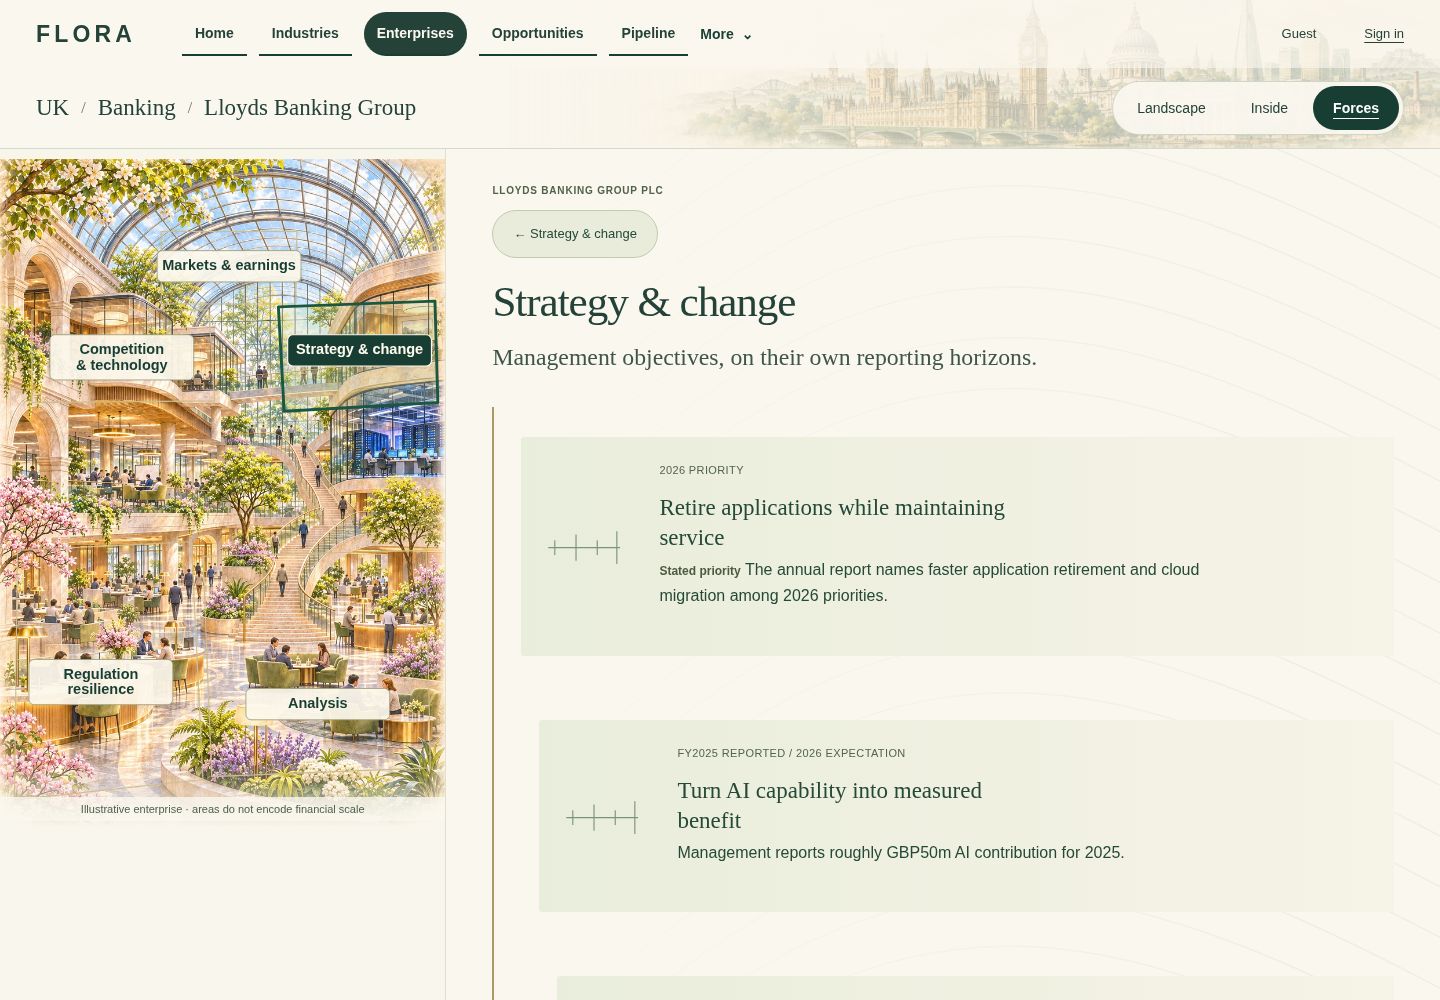 FLORA
Home
Industries
Enterprises
Opportunities
Pipeline
More
Guest
Sign in
UK / Banking / Lloyds Banking Group
Landscape
Inside
Forces
Markets & earnings
Competition
& technology
Strategy & change
Regulation
resilience
Analysis
Illustrative enterprise · areas do not encode financial scale
LLOYDS BANKING GROUP PLC
← Strategy & change
Strategy & change
Management objectives, on their own reporting horizons.
2026 PRIORITY
Retire applications while maintaining
service
Stated priority The annual report names faster application retirement and cloud
migration among 2026 priorities.
FY2025 REPORTED / 2026 EXPECTATION
Turn AI capability into measured
benefit
Management reports roughly GBP50m AI contribution for 2025.